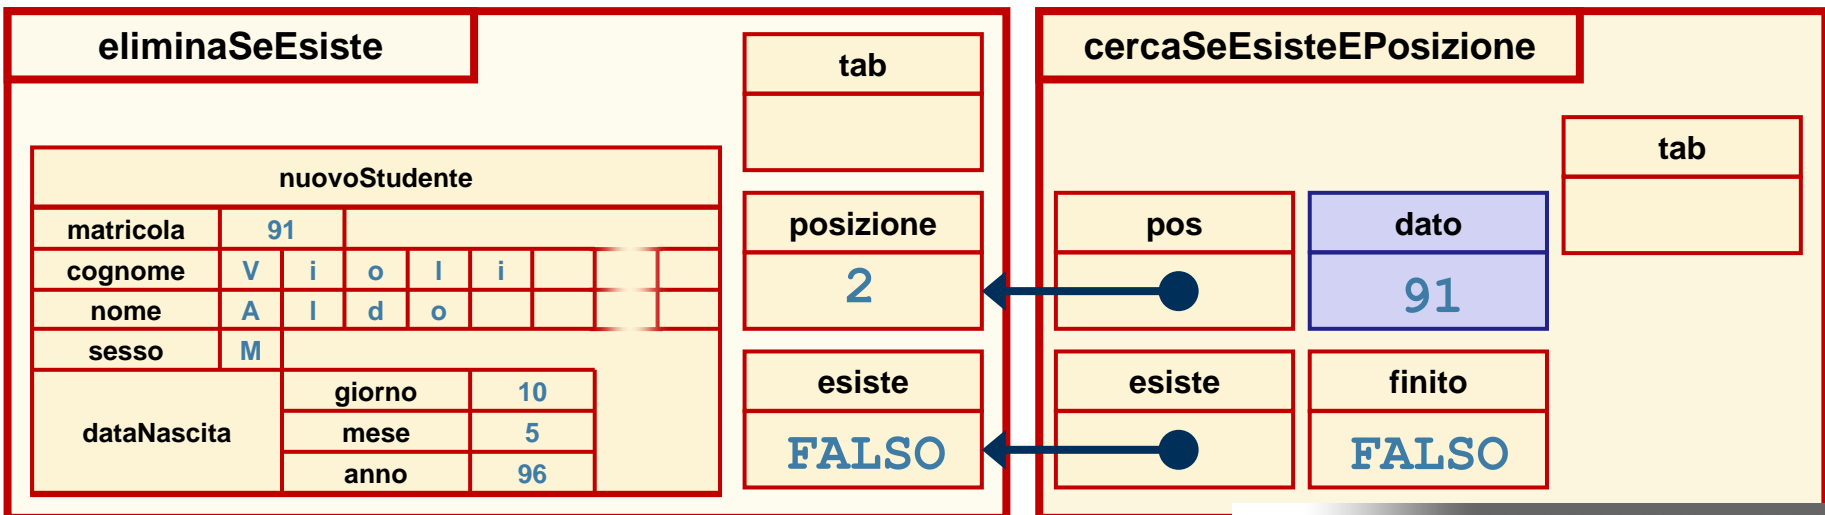 eliminaSeEsiste
tab
nuovoStudente
matricola 91
cognome V i o l i
nome A l d o
sesso M
dataNascita
giorno 10
mese 5
anno 96
posizione
2
esiste
FALSO
cercaSeEsisteEPosizione
tab
pos dato
91
esiste finito
FALSO